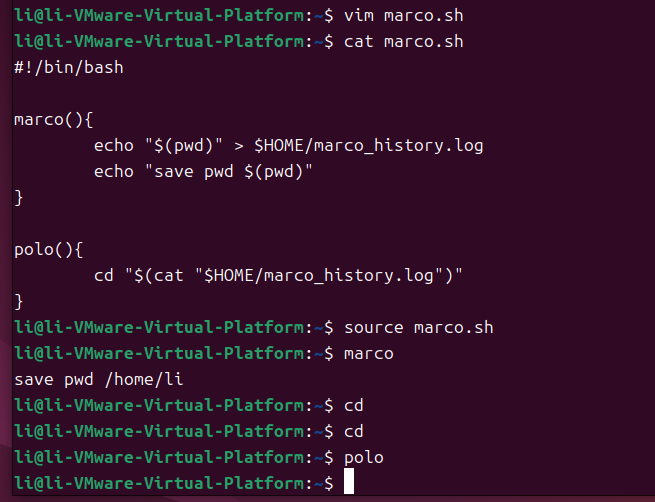 li@li-VMware-Virtual-Platform:~$ vim marco.sh
li@li-VMware-Virtual-Platform:~$ cat marco.sh
#!/bin/bash

marco(){
        echo "$(pwd)" > $HOME/marco_history.log
        echo "save pwd $(pwd)"
}

polo(){
        cd "$(cat "$HOME/marco_history.log")"
}
li@li-VMware-Virtual-Platform:~$ source marco.sh
li@li-VMware-Virtual-Platform:~$ marco
save pwd /home/li
li@li-VMware-Virtual-Platform:~$ cd
li@li-VMware-Virtual-Platform:~$ cd
li@li-VMware-Virtual-Platform:~$ polo
li@li-VMware-Virtual-Platform:~$